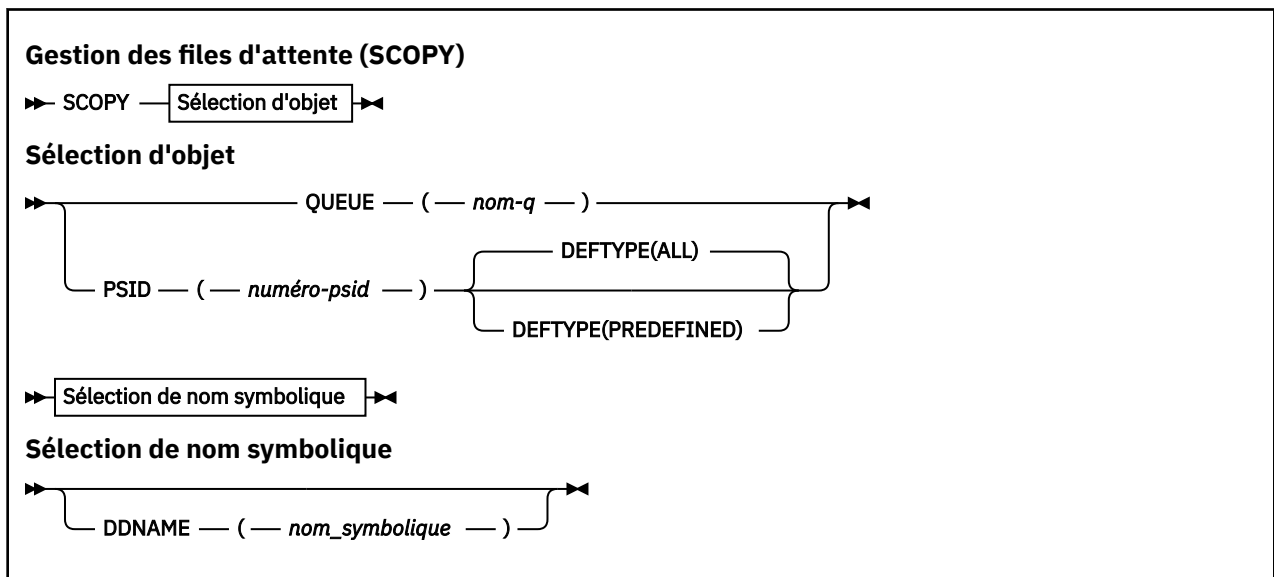 Gestion des files d'attente (SCOPY)
SCOPY Sélection d'objet
Sélection d'objet
QUEUE ( nom-q )
DEFTYPE(ALL)
PSID ( numéro-psid )
DEFTYPE(PREDEFINED)
Sélection de nom symbolique
Sélection de nom symbolique
DDNAME ( nom_symbolique )